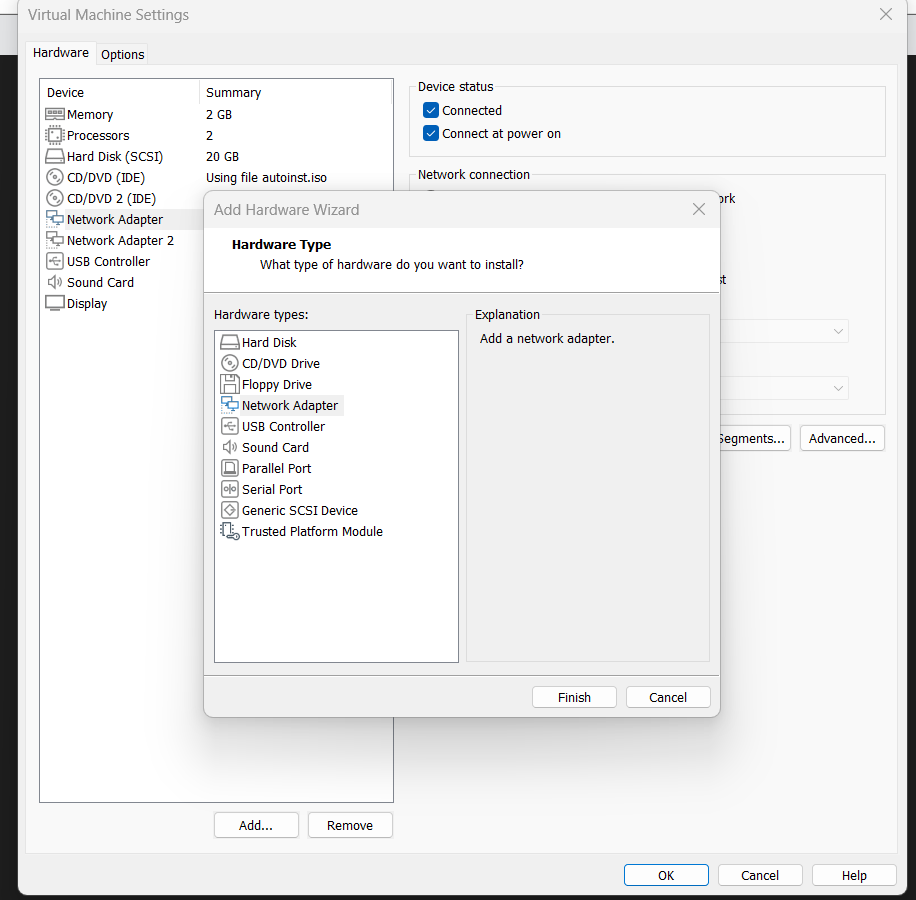 Virtual Machine Settings
Hardware
Options
Device Summary
Memory 2 GB
Processors 2
Hard Disk (SCSI) 20 GB
CD/DVD (IDE) Using file autoinst.iso
CD/DVD 2 (IDE)
Network Adapter
Network Adapter 2
USB Controller
Sound Card
Display
Device status
Connected
Connect at power on
Network connection
Add Hardware Wizard
Hardware Type
What type of hardware do you want to install?
Hardware types:
Hard Disk
CD/DVD Drive
Floppy Drive
Network Adapter
USB Controller
Sound Card
Parallel Port
Serial Port
Generic SCSI Device
Trusted Platform Module
Explanation
Add a network adapter.
Finish
Cancel
Segments...
Advanced...
Add...
Remove
OK
Cancel
Help